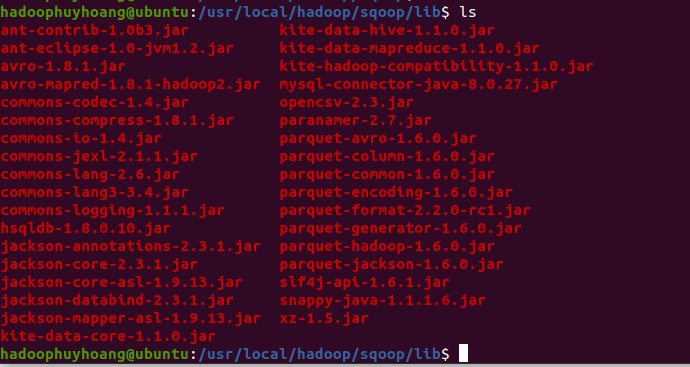 hadoophuyhoang@ubuntu:/usr/local/hadoop/sqoop/lib$ ls
ant-contrib-1.0b3.jar kite-data-hive-1.1.0.jar
ant-eclipse-1.0-jvm1.2.jar kite-data-mapreduce-1.1.0.jar
avro-1.8.1.jar kite-hadoop-compatibility-1.1.0.jar
avro-mapred-1.8.1-hadoop2.jar mysql-connector-java-8.0.27.jar
commons-codec-1.4.jar opencsv-2.3.jar
commons-compress-1.8.1.jar paranamer-2.7.jar
commons-io-1.4.jar parquet-avro-1.6.0.jar
commons-jexl-2.1.1.jar parquet-column-1.6.0.jar
commons-lang-2.6.jar parquet-common-1.6.0.jar
commons-lang3-3.4.jar parquet-encoding-1.6.0.jar
commons-logging-1.1.1.jar parquet-format-2.2.0-rc1.jar
hsqldb-1.8.0.10.jar parquet-generator-1.6.0.jar
jackson-annotations-2.3.1.jar parquet-hadoop-1.6.0.jar
jackson-core-2.3.1.jar parquet-jackson-1.6.0.jar
jackson-core-asl-1.9.13.jar slf4j-api-1.6.1.jar
jackson-databind-2.3.1.jar snappy-java-1.1.1.6.jar
jackson-mapper-asl-1.9.13.jar xz-1.5.jar
kite-data-core-1.1.0.jar
hadoophuyhoang@ubuntu:/usr/local/hadoop/sqoop/lib$